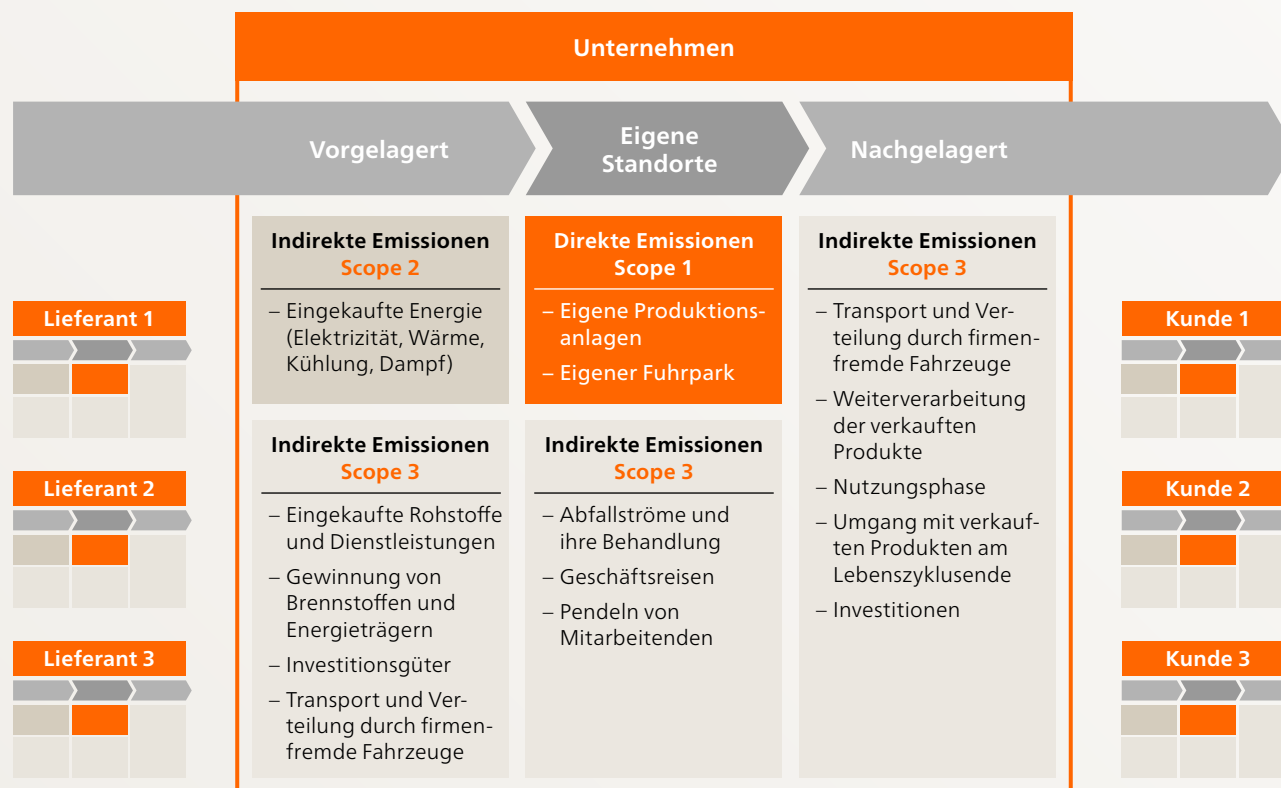 Unternehmen
Vorgelagert
Eigene
Standorte
Nachgelagert
Lieferant 1
Lieferant 2
Lieferant 3
Indirekte Emissionen
Scope 2
– Eingekaufte Energie
(Elektrizität, Wärme,
Kühlung, Dampf)
Indirekte Emissionen
Scope 3
– Eingekaufte Rohstoffe
und Dienstleistungen
– Gewinnung von
Brennstoffen und
Energieträgern
– Investitionsgüter
– Transport und Ver-
teilung durch firmen-
fremde Fahrzeuge
Direkte Emissionen
Scope 1
– Eigene Produktions-
anlagen
– Eigener Fuhrpark
Indirekte Emissionen
Scope 3
– Abfallströme und
ihre Behandlung
– Geschäftsreisen
– Pendeln von
Mitarbeitenden
Indirekte Emissionen
Scope 3
– Transport und Ver-
teilung durch firmen-
fremde Fahrzeuge
– Weiterverarbeitung
der verkauften
Produkte
– Nutzungsphase
– Umgang mit verkauf-
ten Produkten am
Lebenszyklusende
– Investitionen
Kunde 1
Kunde 2
Kunde 3